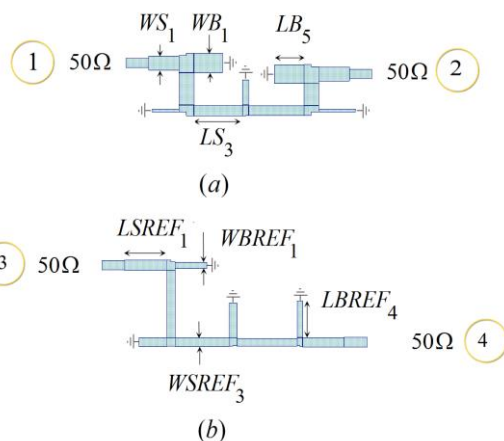 WS₁ WB₁ LB₅
1 50Ω 50Ω 2
LS₃
(a)
LSREF₁ WBREF₁
3 50Ω
LBREF₄
50Ω 4
WSREF₃
(b)